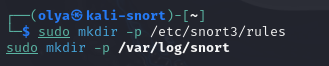 ┌──(olya㉿kali-snort)-[~]
└─$ sudo mkdir -p /etc/snort3/rules
sudo mkdir -p /var/log/snort